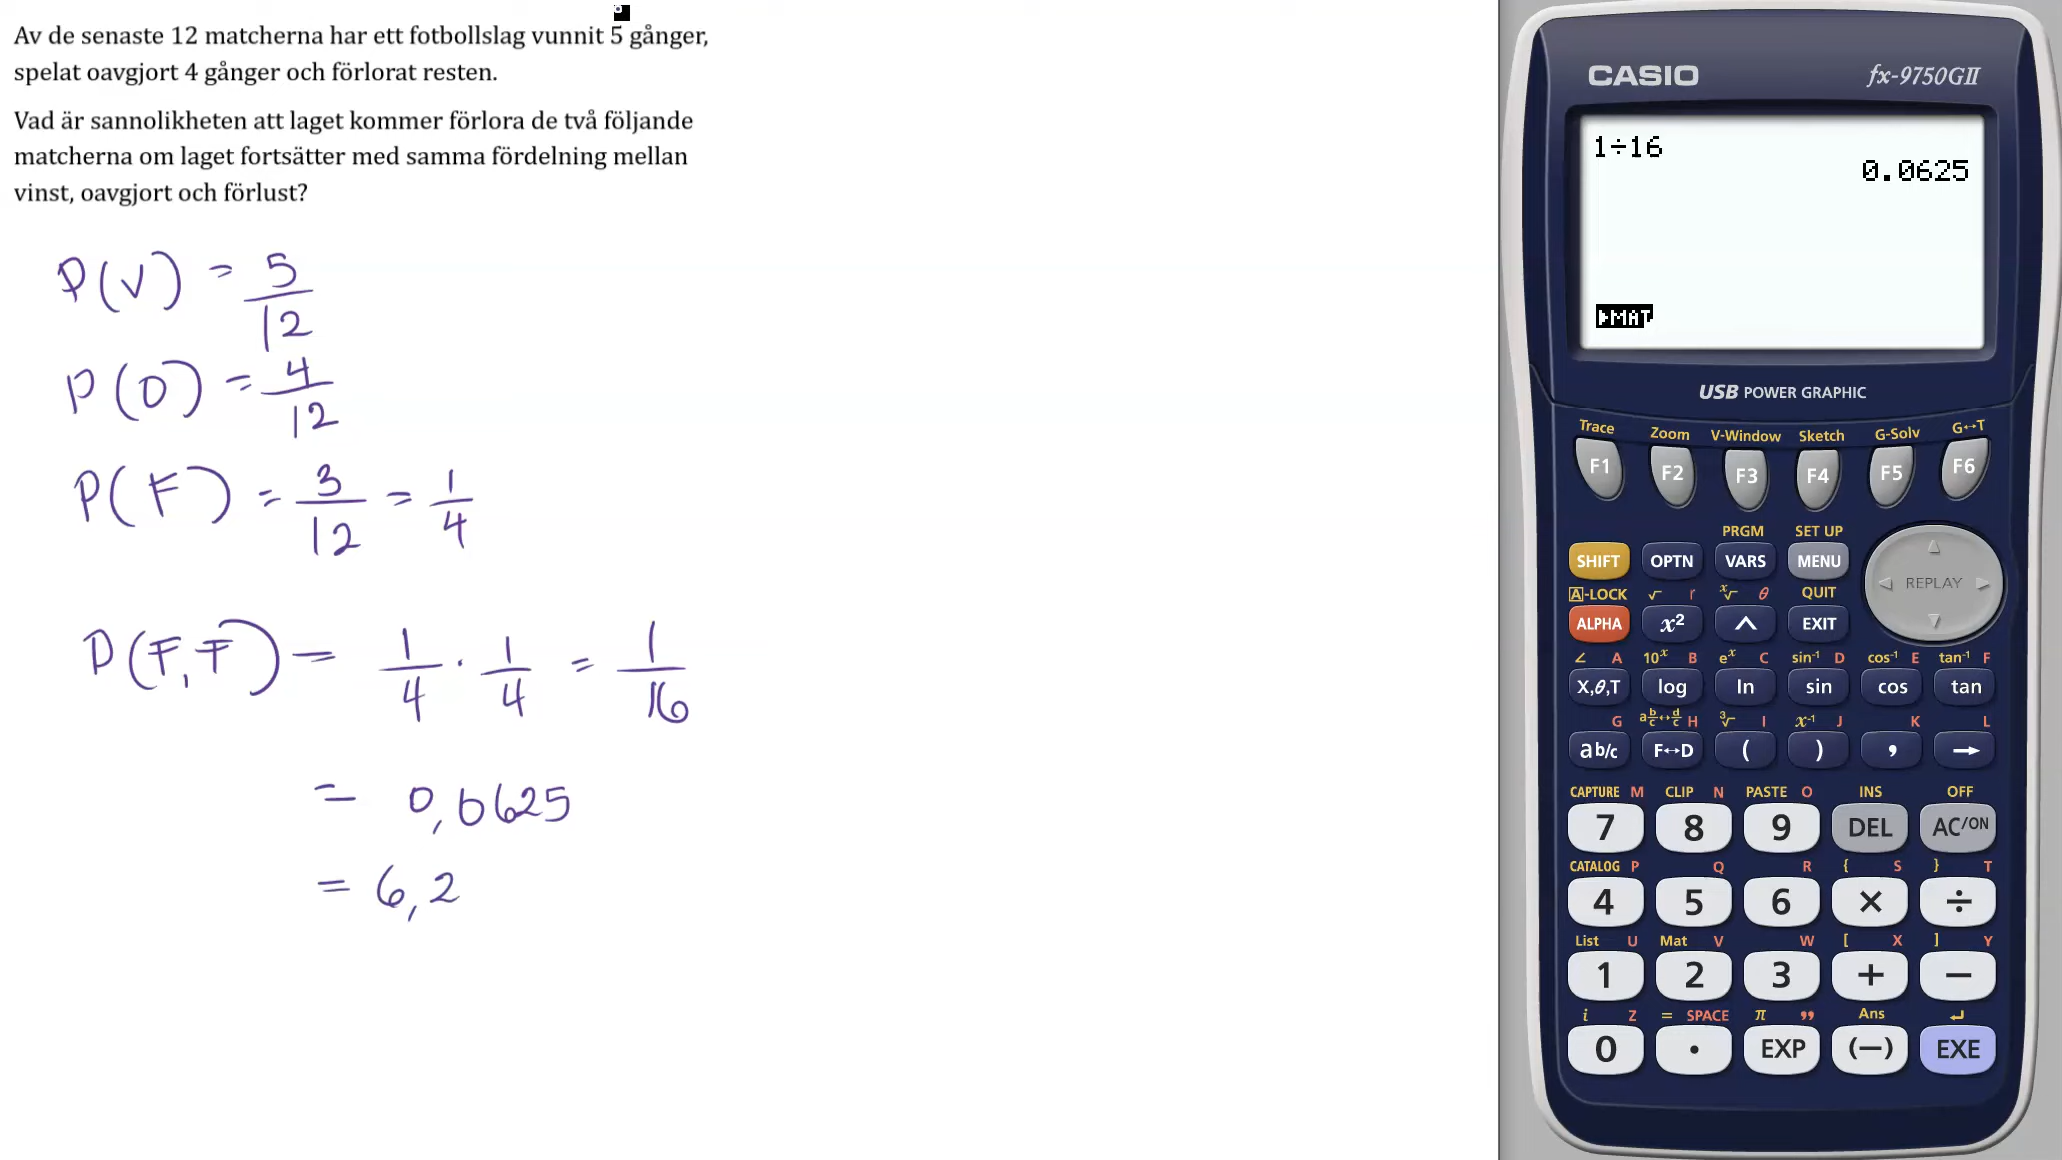 Av de senaste 12 matcherna har ett fotbollslag vunnit 5 gånger,
spelat oavgjort 4 gånger och förlorat resten.
Vad är sannolikheten att laget kommer förlora de två följande
matcherna om laget fortsätter med samma fördelning mellan
vinst, oavgjort och förlust?
P(V) = 5/12
P(O) = 4/12
P(F) = 3/12 = 1/4
P(F,F) = 1/4 · 1/4 = 1/16
= 0,0625
= 6,2
CASIO fx-9750GII
1÷16
0.0625
▶MAT
USB POWER GRAPHIC
Trace Zoom V-Window Sketch G-Solv G↔T
F1 F2 F3 F4 F5 F6
PRGM SET UP
SHIFT OPTN VARS MENU REPLAY
A-LOCK √ r ˣ√ θ QUIT
ALPHA x² ^ EXIT
∠ A 10ˣ B eˣ C sin⁻¹ D cos⁻¹ E tan⁻¹ F
X,θ,T log ln sin cos tan
G a b/c↔d/c H ³√ I x⁻¹ J K L
a b/c F↔D ( ) , →
CAPTURE M CLIP N PASTE O INS OFF
7 8 9 DEL AC/ON
CATALOG P Q R { S } T
4 5 6 × ÷
List U Mat V W [ X ] Y
1 2 3 + −
i Z = SPACE π " Ans ↵
0 . EXP (−) EXE